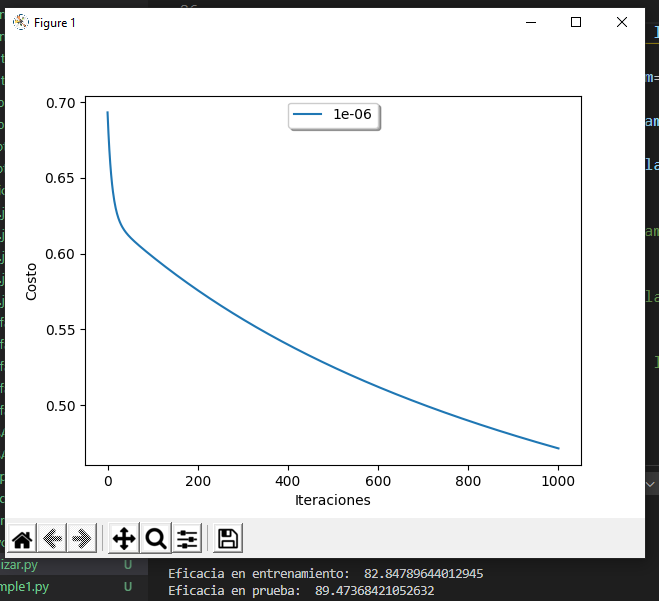 Figure 1
1e-06
0.70
0.65
0.60
0.55
0.50
Costo
0 200 400 600 800 1000
Iteraciones
izar.py U
mple1.py U
Eficacia en entrenamiento: 82.84789644012945
Eficacia en prueba: 89.47368421052632